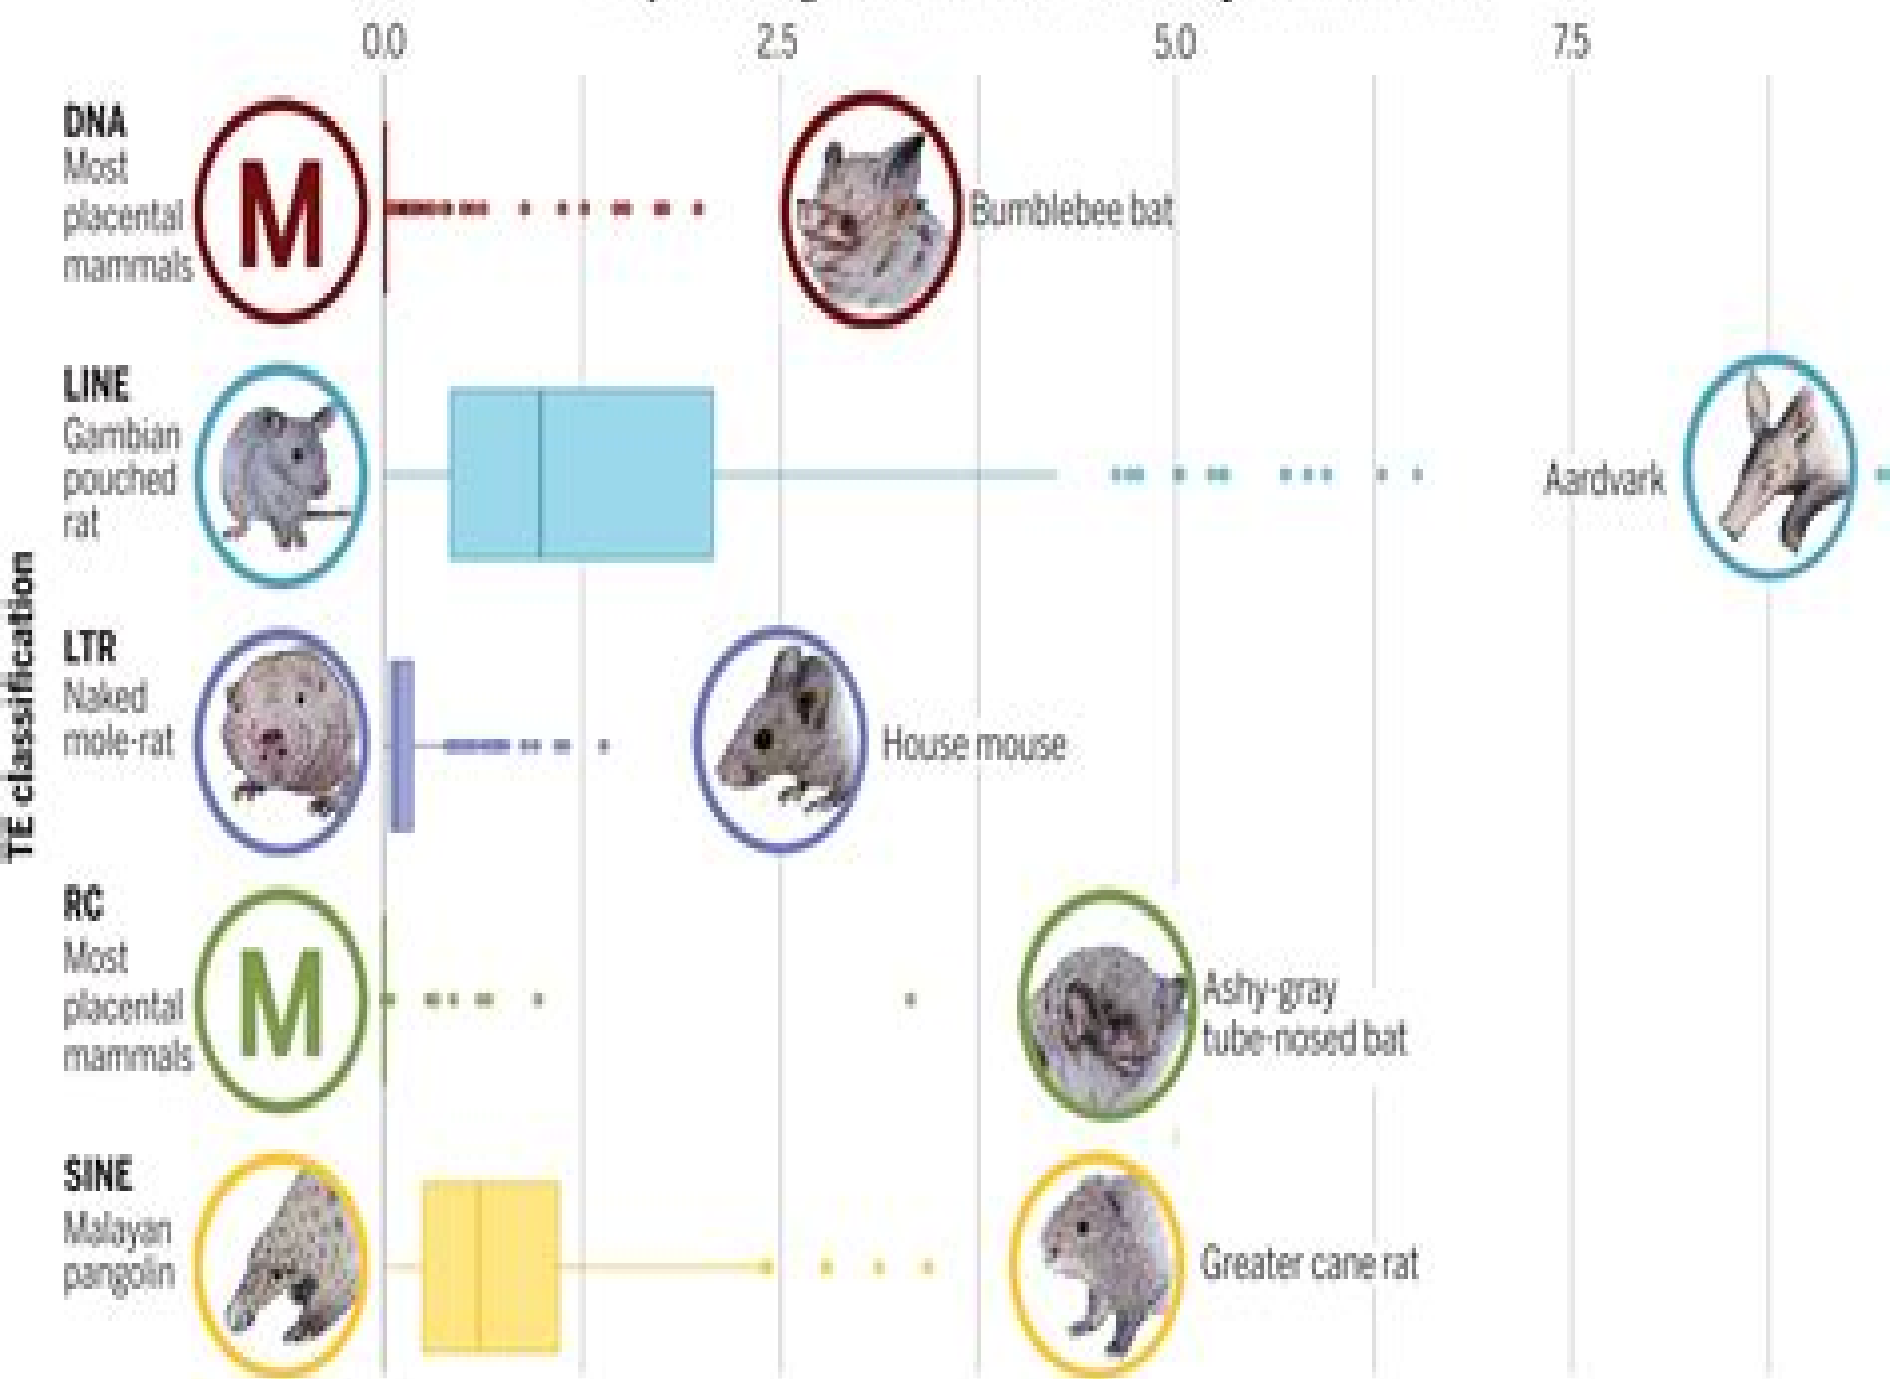 0.0 2.5 5.0 7.5
DNA
Most
placental
mammals
M
Bumblebee bat
LINE
Gambian
pouched
rat
Aardvark
TE classification
LTR
Naked
mole-rat
House mouse
RC
Most
placental
mammals
M
Ashy-gray
tube-nosed bat
SINE
Malayan
pangolin
Greater cane rat